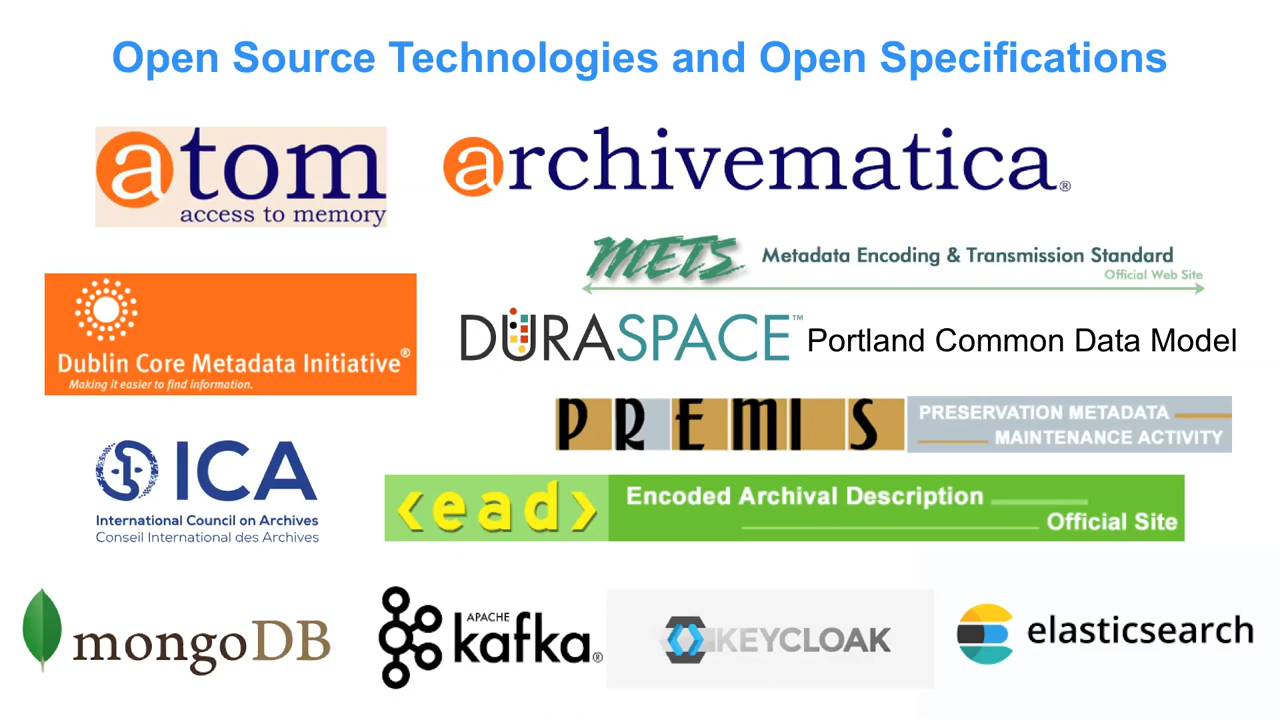 Open Source Technologies and Open Specifications
atom
access to memory
archivematica®
METS Metadata Encoding & Transmission Standard
Official Web Site
Dublin Core Metadata Initiative®
Making it easier to find information.
DURASPACE™ Portland Common Data Model
PREMIS PRESERVATION METADATA
MAINTENANCE ACTIVITY
ICA
International Council on Archives
Conseil International des Archives
<ead> Encoded Archival Description
Official Site
mongoDB
APACHE
kafka®
KEYCLOAK
elasticsearch